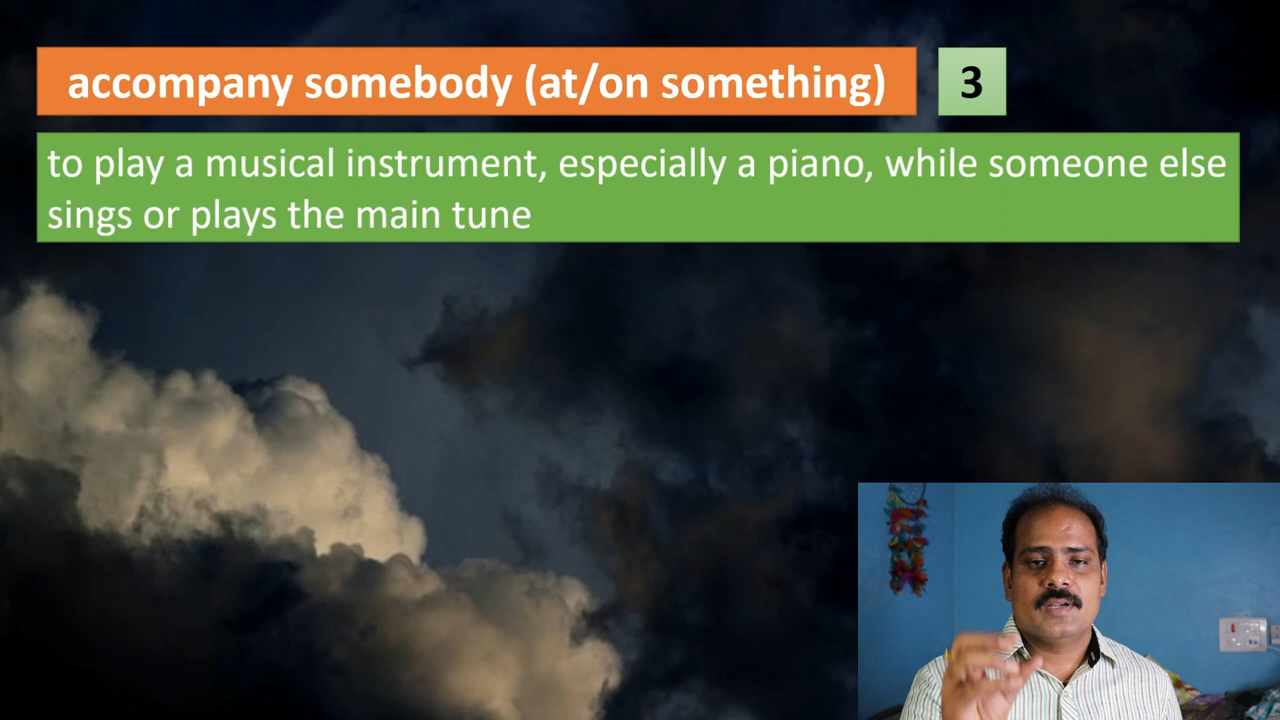 accompany somebody (at/on something)
3
to play a musical instrument, especially a piano, while someone else
sings or plays the main tune